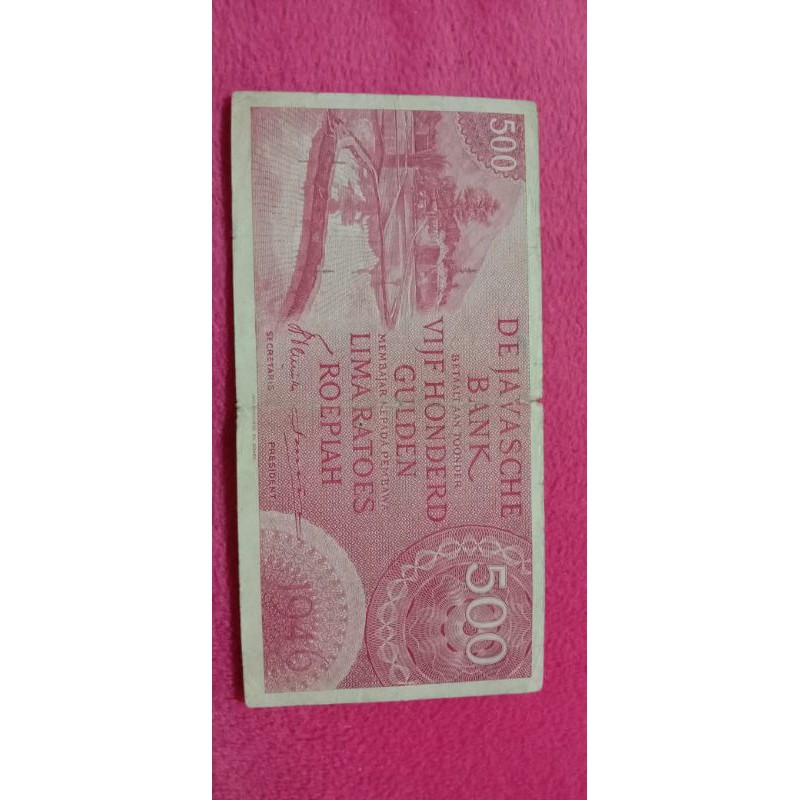 500
DE JAVASCHE
BANK
BETAALT AAN TOONDER
VIJF HONDERD
GULDEN
MEMBAJAR KEPADA PEMBAWA
LIMA RATOES
ROEPIAH
SECRETARIS
PRESIDENT
500
1946